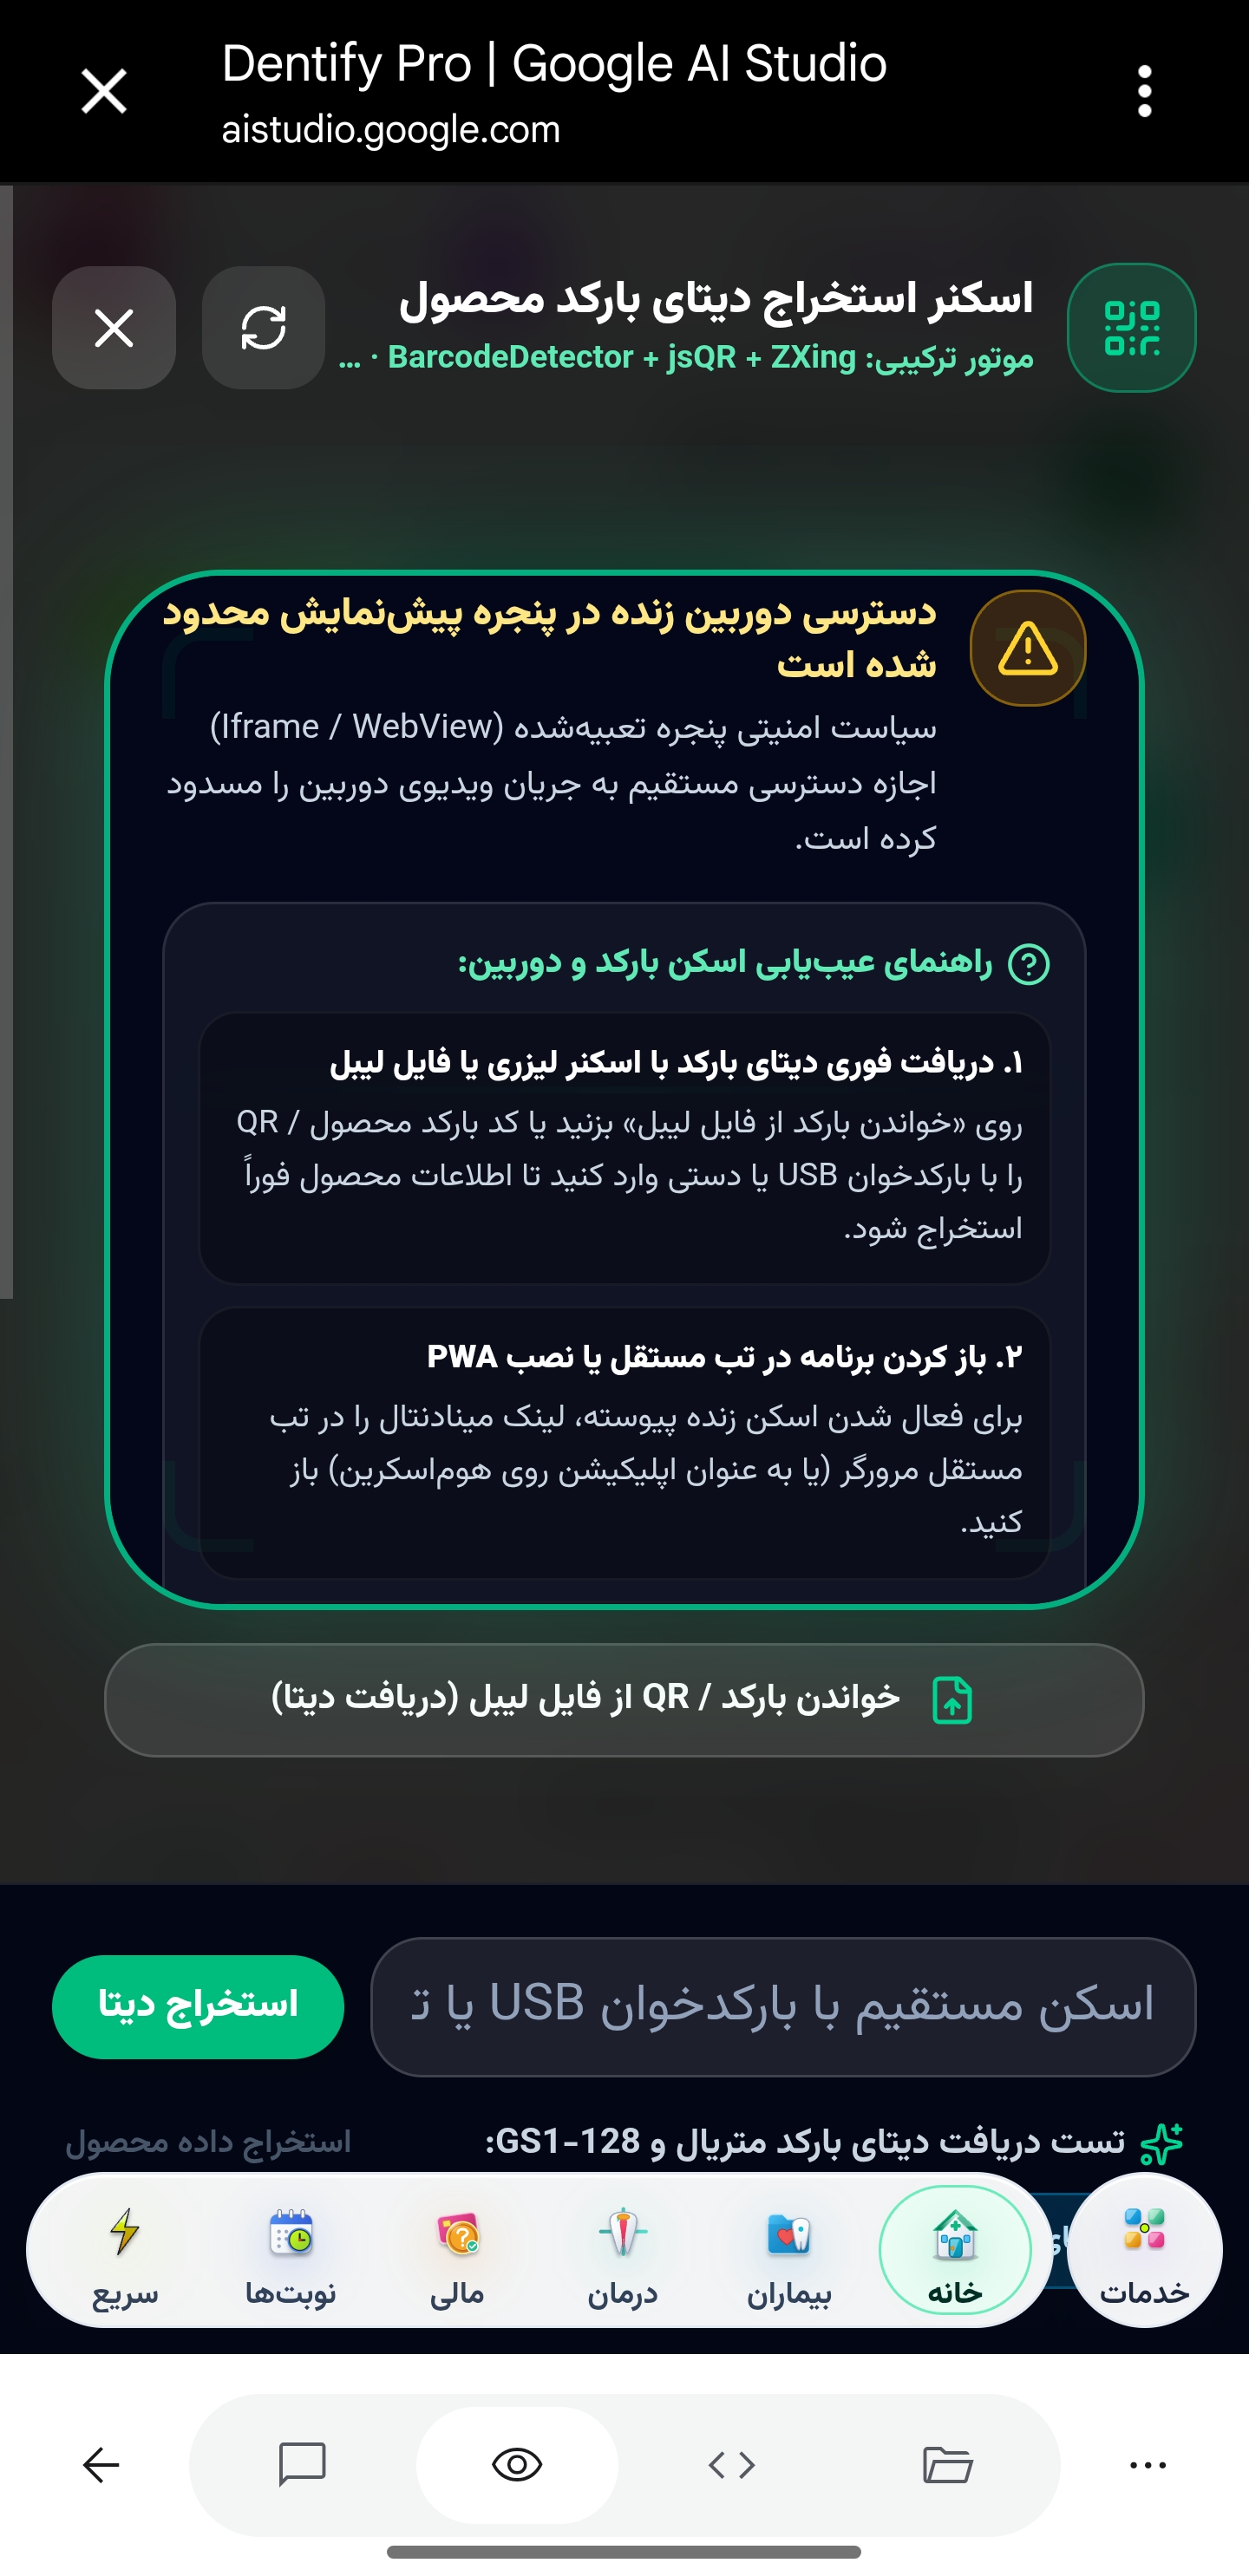 Dentify Pro | Google AI Studio
aistudio.google.com
اسکنر استخراج دیتای بارکد محصول
موتور ترکیبی: BarcodeDetector + jsQR + ZXing · ...
دسترسی دوربین زنده در پنجره پیش‌نمایش محدود
شده است
سیاست امنیتی پنجره تعبیه‌شده (Iframe / WebView)
اجازه دسترسی مستقیم به جریان ویدیوی دوربین را مسدود
کرده است.
راهنمای عیب‌یابی اسکن بارکد و دوربین:
۱. دریافت فوری دیتای بارکد با اسکنر لیزری یا فایل لیبل
روی «خواندن بارکد از فایل لیبل» بزنید یا کد بارکد محصول / QR
را با بارکدخوان USB یا دستی وارد کنید تا اطلاعات محصول فوراً
استخراج شود.
۲. باز کردن برنامه در تب مستقل یا نصب PWA
برای فعال شدن اسکن زنده پیوسته، لینک مینادنتال را در تب
مستقل مرورگر (یا به عنوان اپلیکیشن روی هوم‌اسکرین) باز
کنید.
خواندن بارکد / QR از فایل لیبل (دریافت دیتا)
اسکن مستقیم با بارکدخوان USB یا ت
استخراج دیتا
تست دریافت دیتای بارکد متریال و GS1-128:
استخراج داده محصول
خدمات
خانه
بیماران
درمان
مالی
نوبت‌ها
سریع